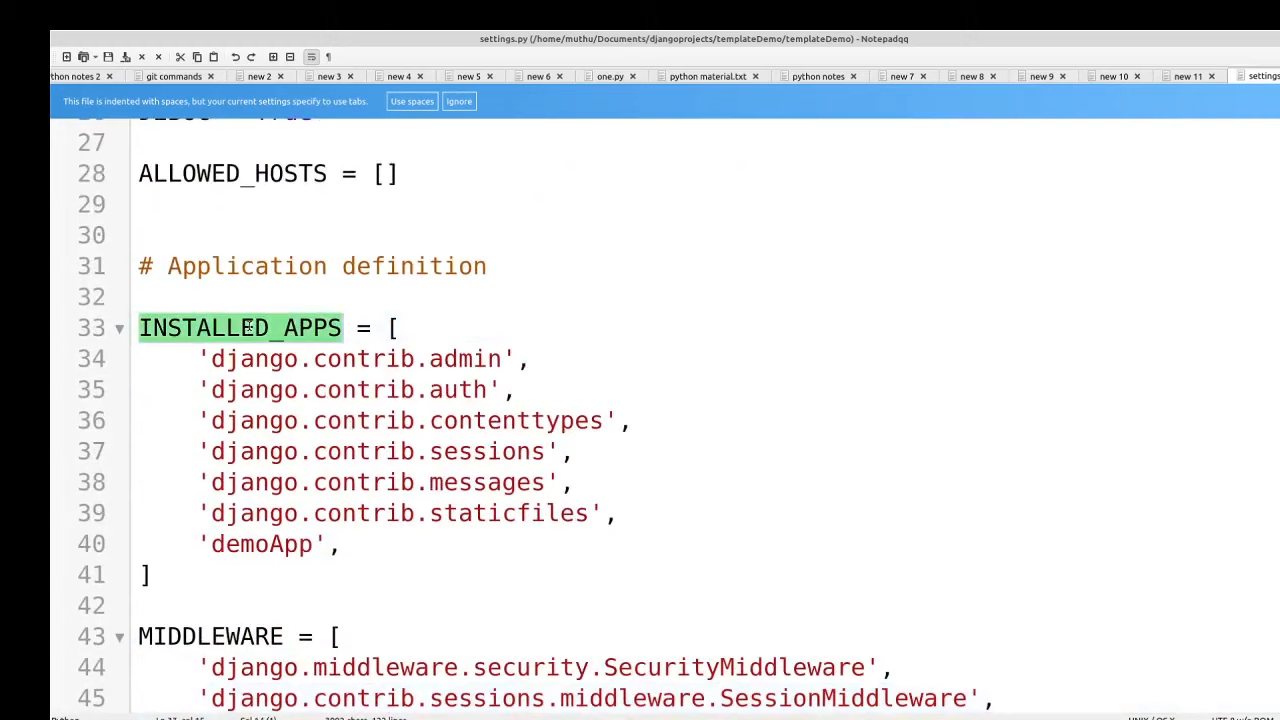 settings.py (/home/muthu/Documents/djangoprojects/templateDemo/templateDemo) - Notepadqq
thon notes 2 git commands new 2 new 3 new 4 new 5 new 6 one.py python material.txt python notes new 7 new 8 new 9 new 10 new 11 settings
This file is indented with spaces, but your current settings specify to use tabs. Use spaces Ignore
27
28 ALLOWED_HOSTS = []
29
30
31 # Application definition
32
33 INSTALLED_APPS = [
34 'django.contrib.admin',
35 'django.contrib.auth',
36 'django.contrib.contenttypes',
37 'django.contrib.sessions',
38 'django.contrib.messages',
39 'django.contrib.staticfiles',
40 'demoApp',
41 ]
42
43 MIDDLEWARE = [
44 'django.middleware.security.SecurityMiddleware',
45 'django.contrib.sessions.middleware.SessionMiddleware',